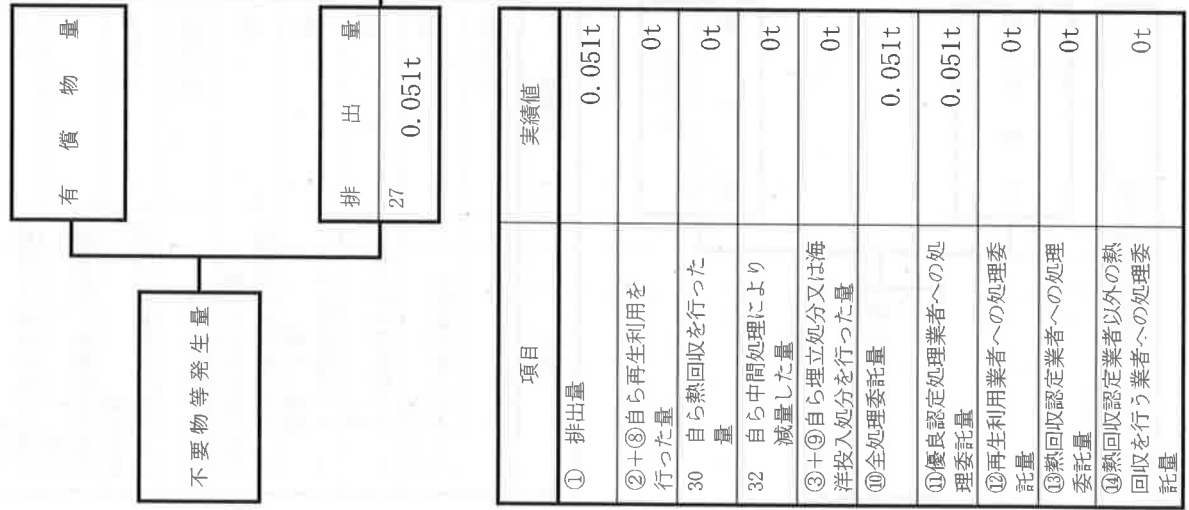 不要物等発生量
有償物量
排出量
27
0.051t
項目
実績値
① 排出量
0.051t
②+⑧自ら再生利用を
行った量
0t
30 自ら熱回収を行った
量
0t
32 自ら中間処理により
減量した量
0t
③+⑨自ら埋立処分又は海
洋投入処分を行った量
0t
⑩全処理委託量
0.051t
⑪優良認定処理業者への処
理委託量
0.051t
⑫再生利用業者への処理委
託量
0t
⑬熱回収認定業者への処理
委託量
0t
⑭熱回収認定業者以外の熱
回収を行う業者への処理委
託量
0t